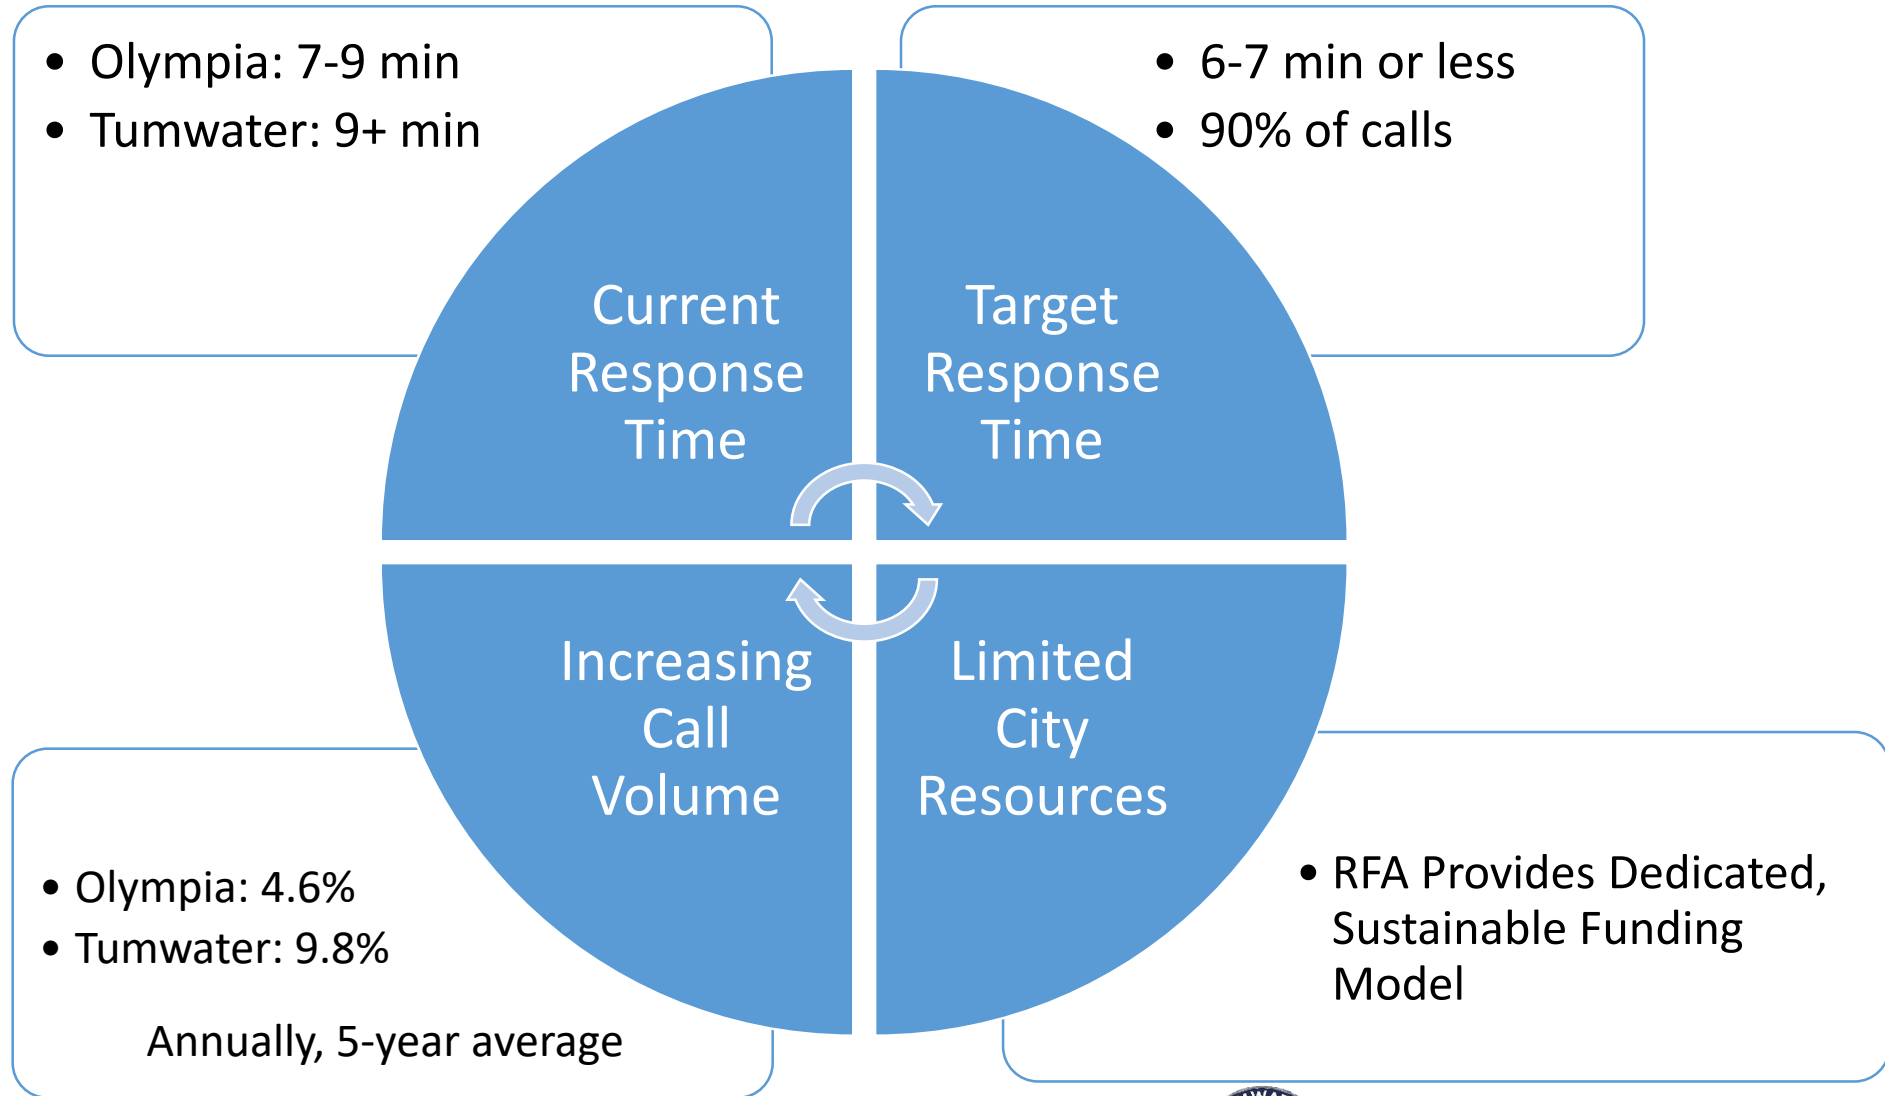 • Olympia: 7-9 min
• Tumwater: 9+ min
• 6-7 min or less
• 90% of calls
Current
Response
Time
Target
Response
Time
Increasing
Call
Volume
Limited
City
Resources
• Olympia: 4.6%
• Tumwater: 9.8%
Annually, 5-year average
• RFA Provides Dedicated,
Sustainable Funding
Model